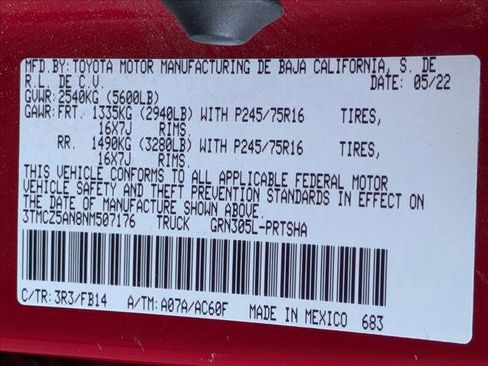 MFD.BY:TOYOTA MOTOR MANUFACTURING DE BAJA CALIFORNIA, S. DE
R.L. DE C.V. DATE: 05/22
GVWR:2540KG (5600LB)
GAWR:FRT. 1335KG (2940LB) WITH P245/75R16 TIRES,
16X7J RIMS.
RR. 1490KG (3280LB) WITH P245/75R16 TIRES,
16X7J RIMS.
THIS VEHICLE CONFORMS TO ALL APPLICABLE FEDERAL MOTOR
VEHICLE SAFETY AND THEFT PREVENTION STANDARDS IN EFFECT ON
THE DATE OF MANUFACTURE SHOWN ABOVE.
3TMCZ5AN8NM507176 TRUCK GRN305L-PRTSHA
C/TR: 3R3/FB14 A/TM: A07A/AC60F MADE IN MEXICO 683